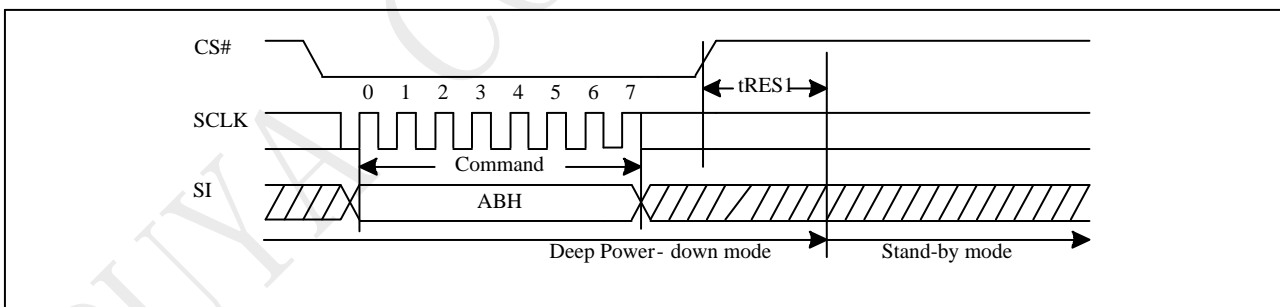 CS#
tRES1
0 1 2 3 4 5 6 7
SCLK
Command
SI
ABH
Deep Power- down mode Stand-by mode